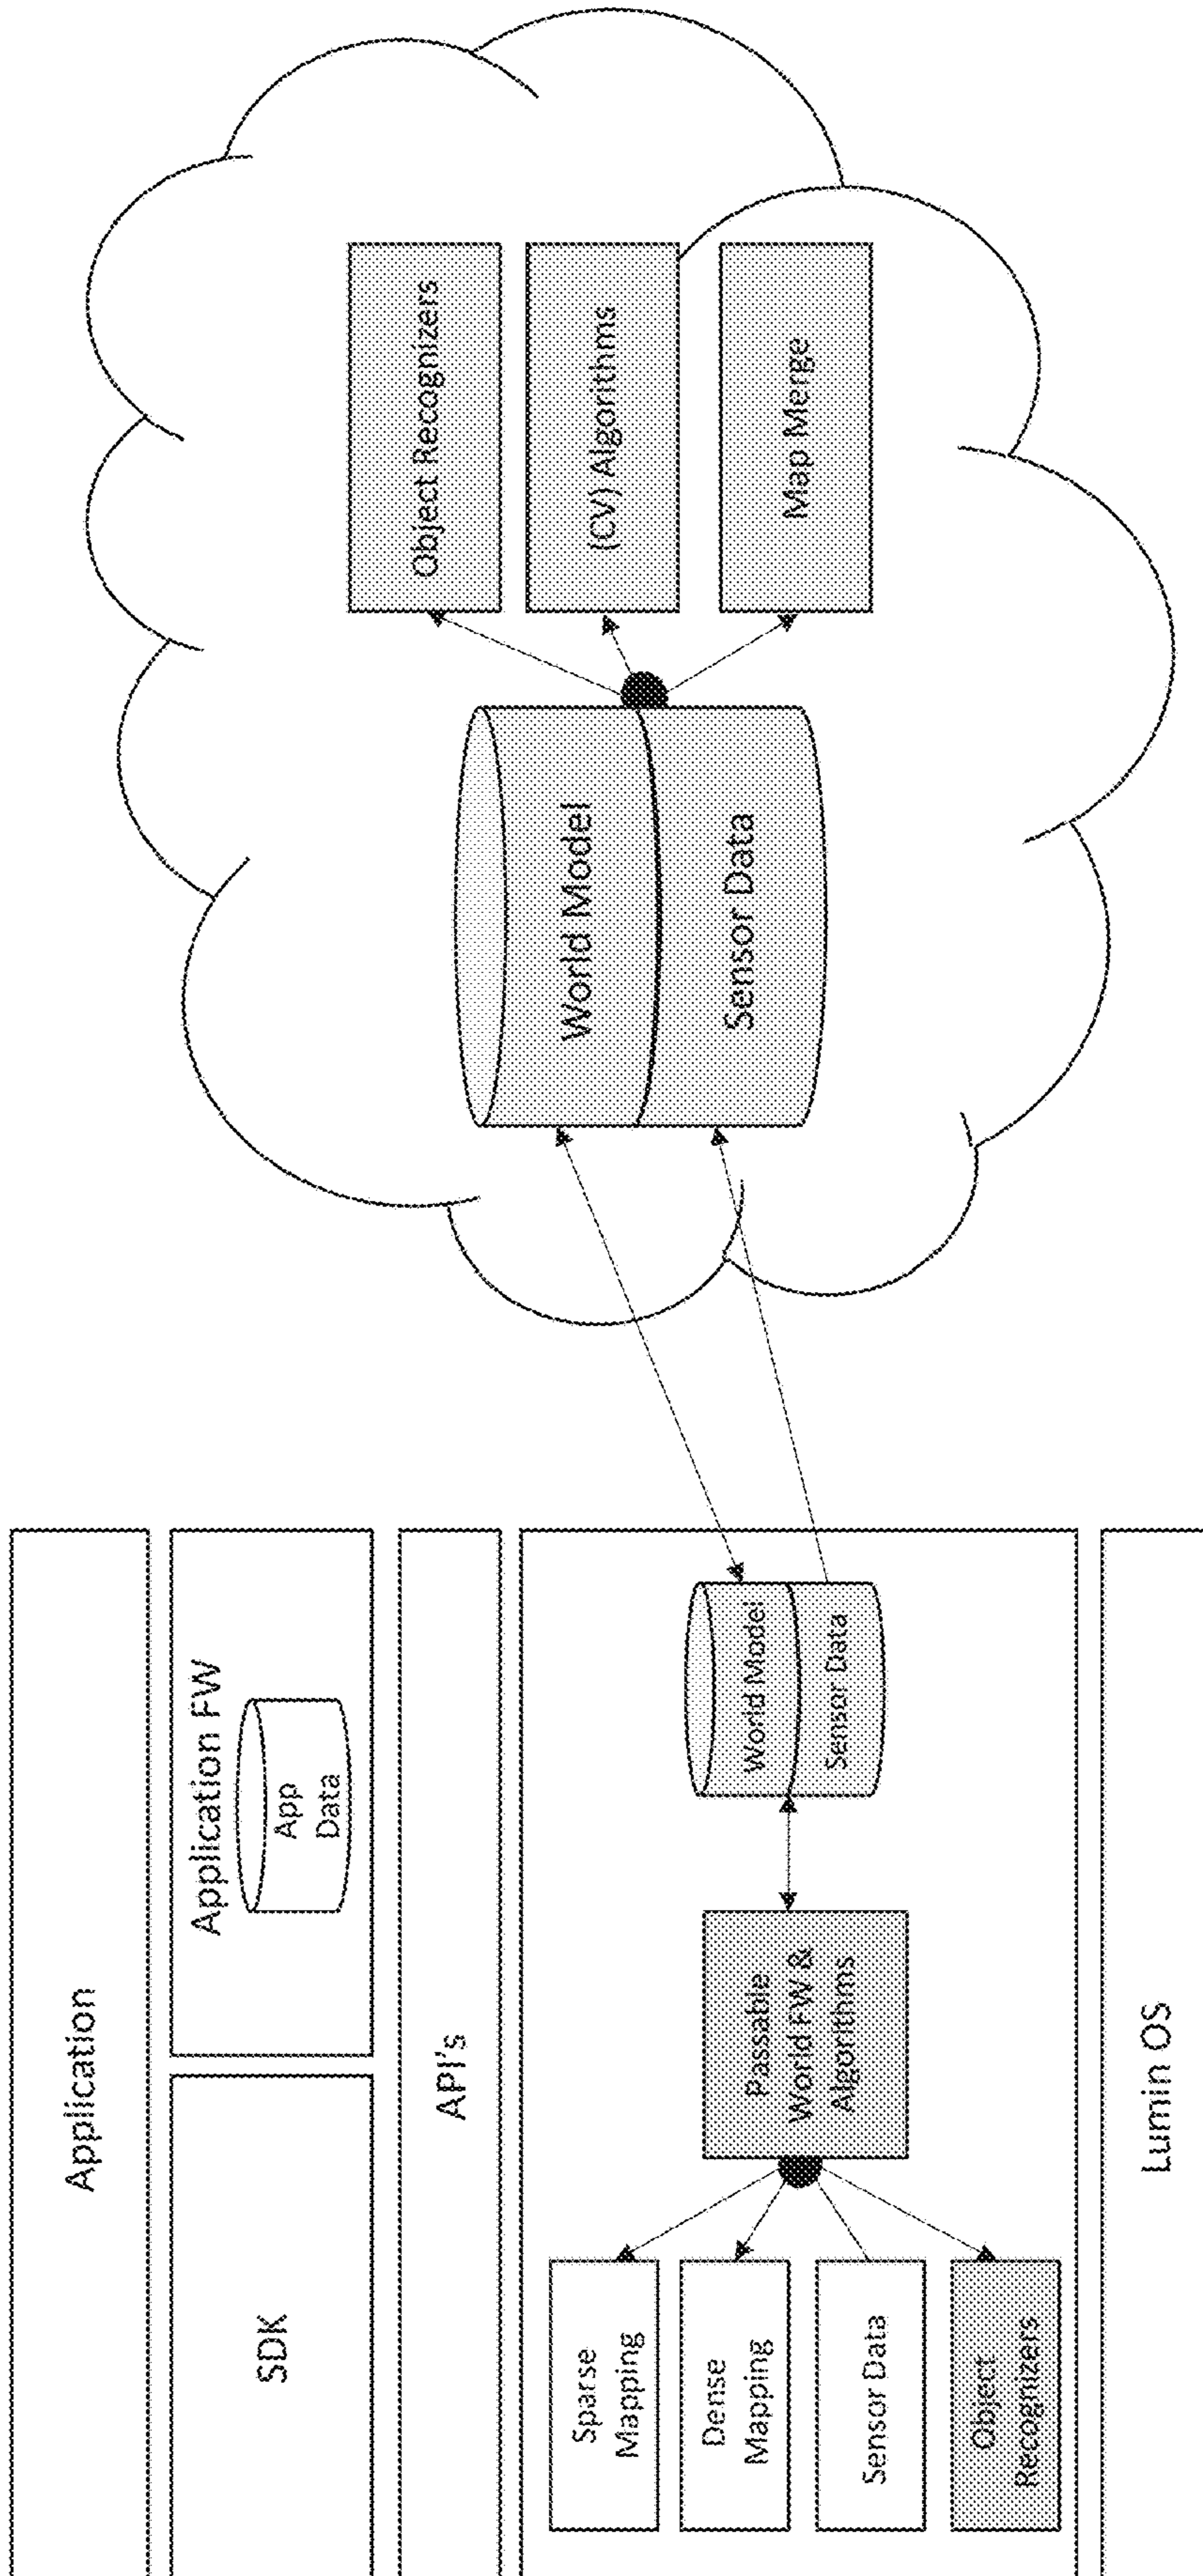 Application
SDK
Application FW
App
Data
API's
Sparse
Mapping
Dense
Mapping
Sensor Data
Object
Recognizers
Passable
World FW &
Algorithms
World Model
Sensor Data
World Model
Sensor Data
Object Recognizers
(CV) Algorithms
Map Merge
Lumin OS